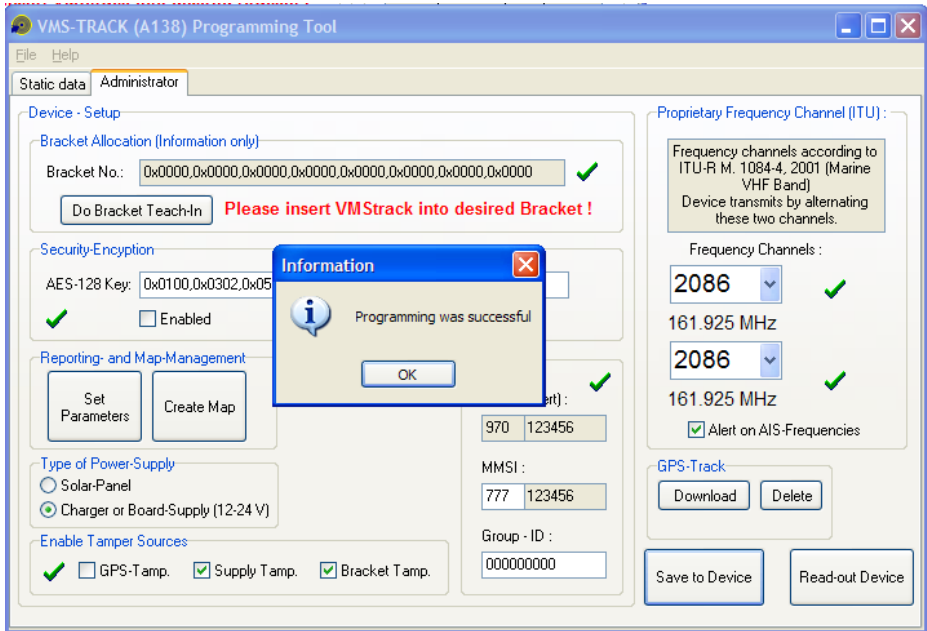 VMS-TRACK (A138) Programming Tool
File Help
Static data
Administrator
Device - Setup
Bracket Allocation (Information only)
Bracket No.:
0x0000,0x0000,0x0000,0x0000,0x0000,0x0000,0x0000,0x0000
Do Bracket Teach-In
Please insert VMStrack into desired Bracket !
Security-Encyption
AES-128 Key:
0x0100,0x0302,0x05
Enabled
Information
Programming was successful
OK
Reporting- and Map-Management
Set
Parameters
Create Map
Type of Power-Supply
Solar-Panel
Charger or Board-Supply (12-24 V)
Enable Tamper Sources
GPS-Tamp.
Supply Tamp.
Bracket Tamp.
970
123456
MMSI :
777
123456
Group - ID :
000000000
Proprietary Frequency Channel (ITU) :
Frequency channels according to
ITU-R M. 1084-4, 2001 (Marine
VHF Band)
Device transmits by alternating
these two channels.
Frequency Channels :
2086
161.925 MHz
2086
161.925 MHz
Alert on AIS-Frequencies
GPS-Track
Download
Delete
Save to Device
Read-out Device